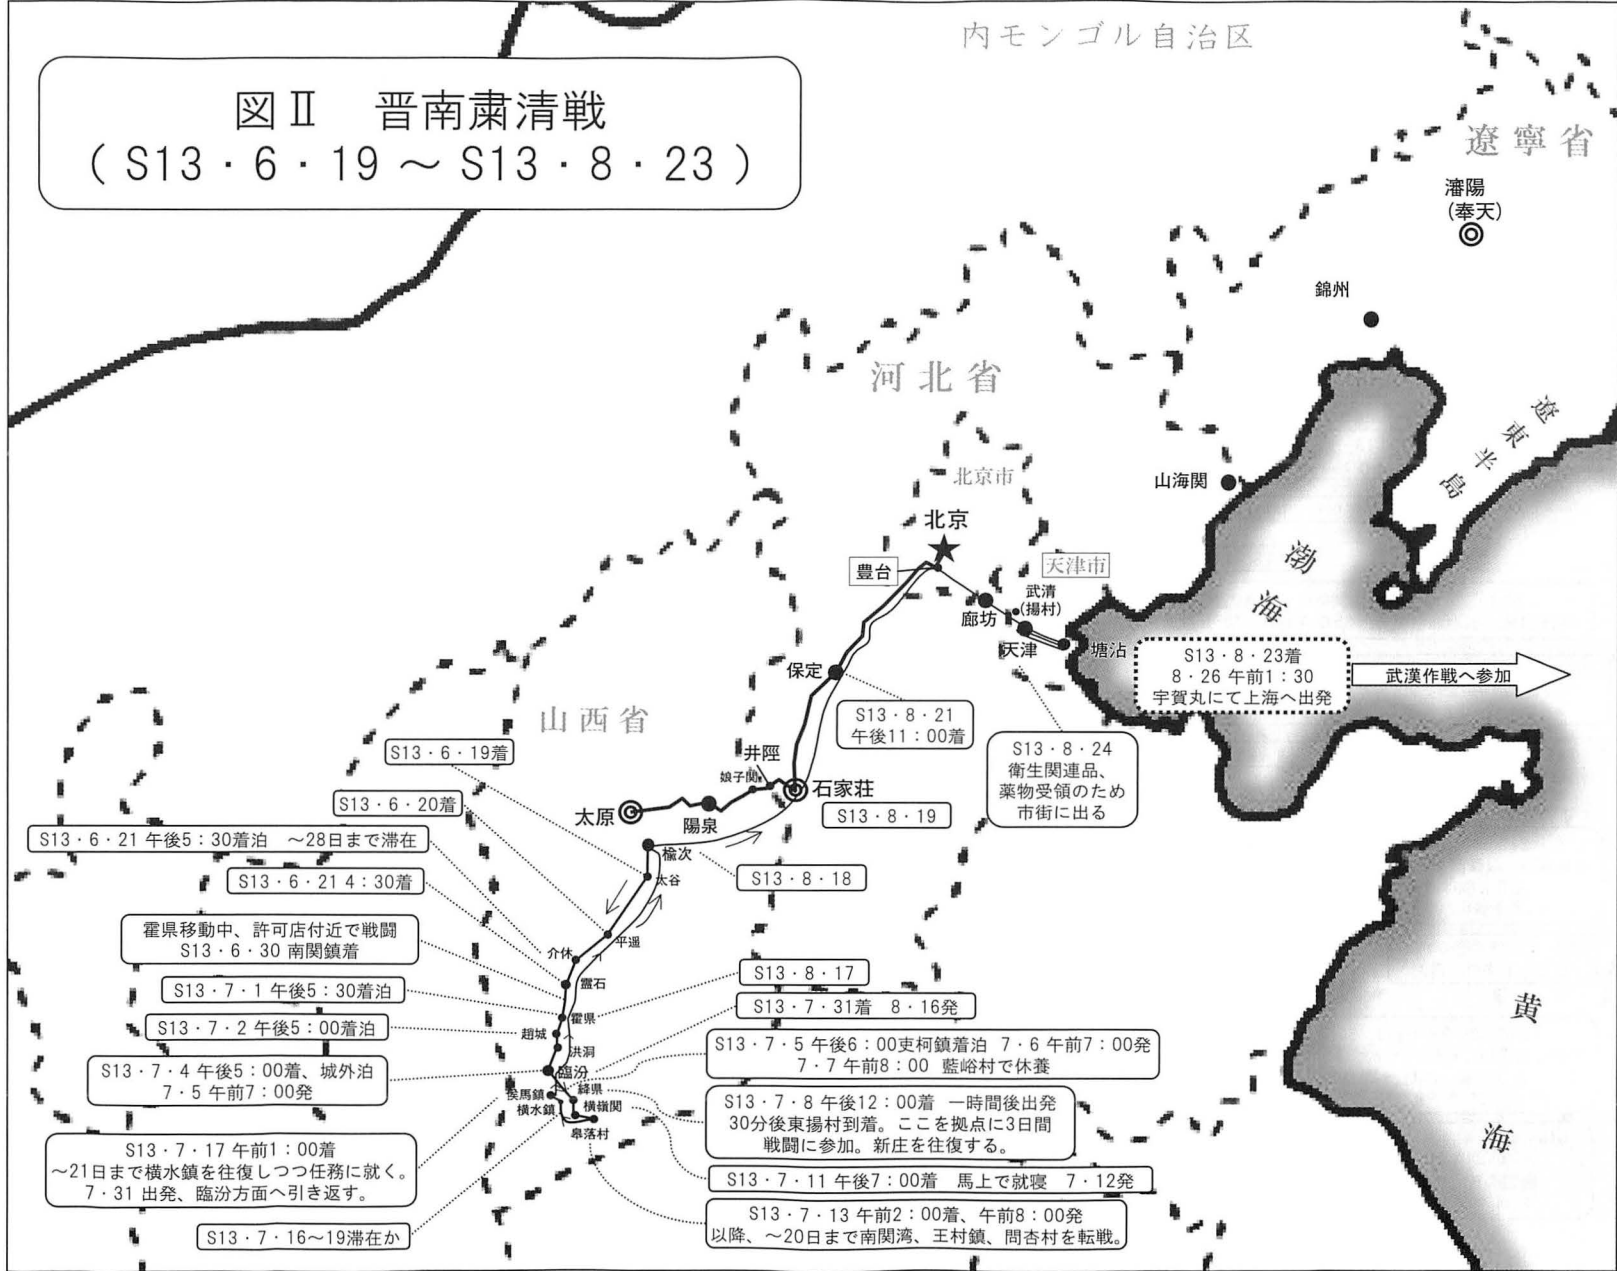 図Ⅱ　晋南粛清戦
（S13・6・19～S13・8・23）
内モンゴル自治区
遼寧省
瀋陽
(奉天)
錦州
河北省
遼東半島
山海関
北京市
北京
豊台
天津市
武清
(揚村)
廊坊
天津
塘沽
渤海
S13・8・23着
8・26 午前1：30
宇賀丸にて上海へ出発
武漢作戦へ参加
保定
S13・8・21
午後11：00着
S13・8・24
衛生関連品、
薬物受領のため
市街に出る
山西省
井陘
娘子関
石家荘
S13・8・19
太原
陽泉
S13・6・19着
S13・6・20着
S13・6・21 午後5：30着泊　～28日まで滞在
楡次
S13・6・21 4：30着
太谷
S13・8・18
霍県移動中、許可店付近で戦闘
S13・6・30 南関鎮着
平遥
介休
S13・8・17
S13・7・1 午後5：30着泊
霊石
S13・7・31着　8・16発
霍県
S13・7・2 午後5：00着泊
趙城
洪洞
S13・7・5 午後6：00吏柯鎮着泊　7・6 午前7：00発
7・7 午前8：00　藍峪村で休養
S13・7・4 午後5：00着、城外泊
7・5 午前7：00発
臨汾
侯馬鎮
絳県
横水鎮
横嶺関
皋落村
S13・7・8 午後12：00着　一時間後出発
30分後東揚村到着。ここを拠点に3日間
戦闘に参加。新庄を往復する。
S13・7・17 午前1：00着
～21日まで横水鎮を往復しつつ任務に就く。
7・31 出発、臨汾方面へ引き返す。
S13・7・11 午後7：00着　馬上で就寝　7・12発
S13・7・13 午前2：00着、午前8：00発
以降、～20日まで南関湾、王村鎮、問杏村を転戦。
S13・7・16～19滞在か
黄海